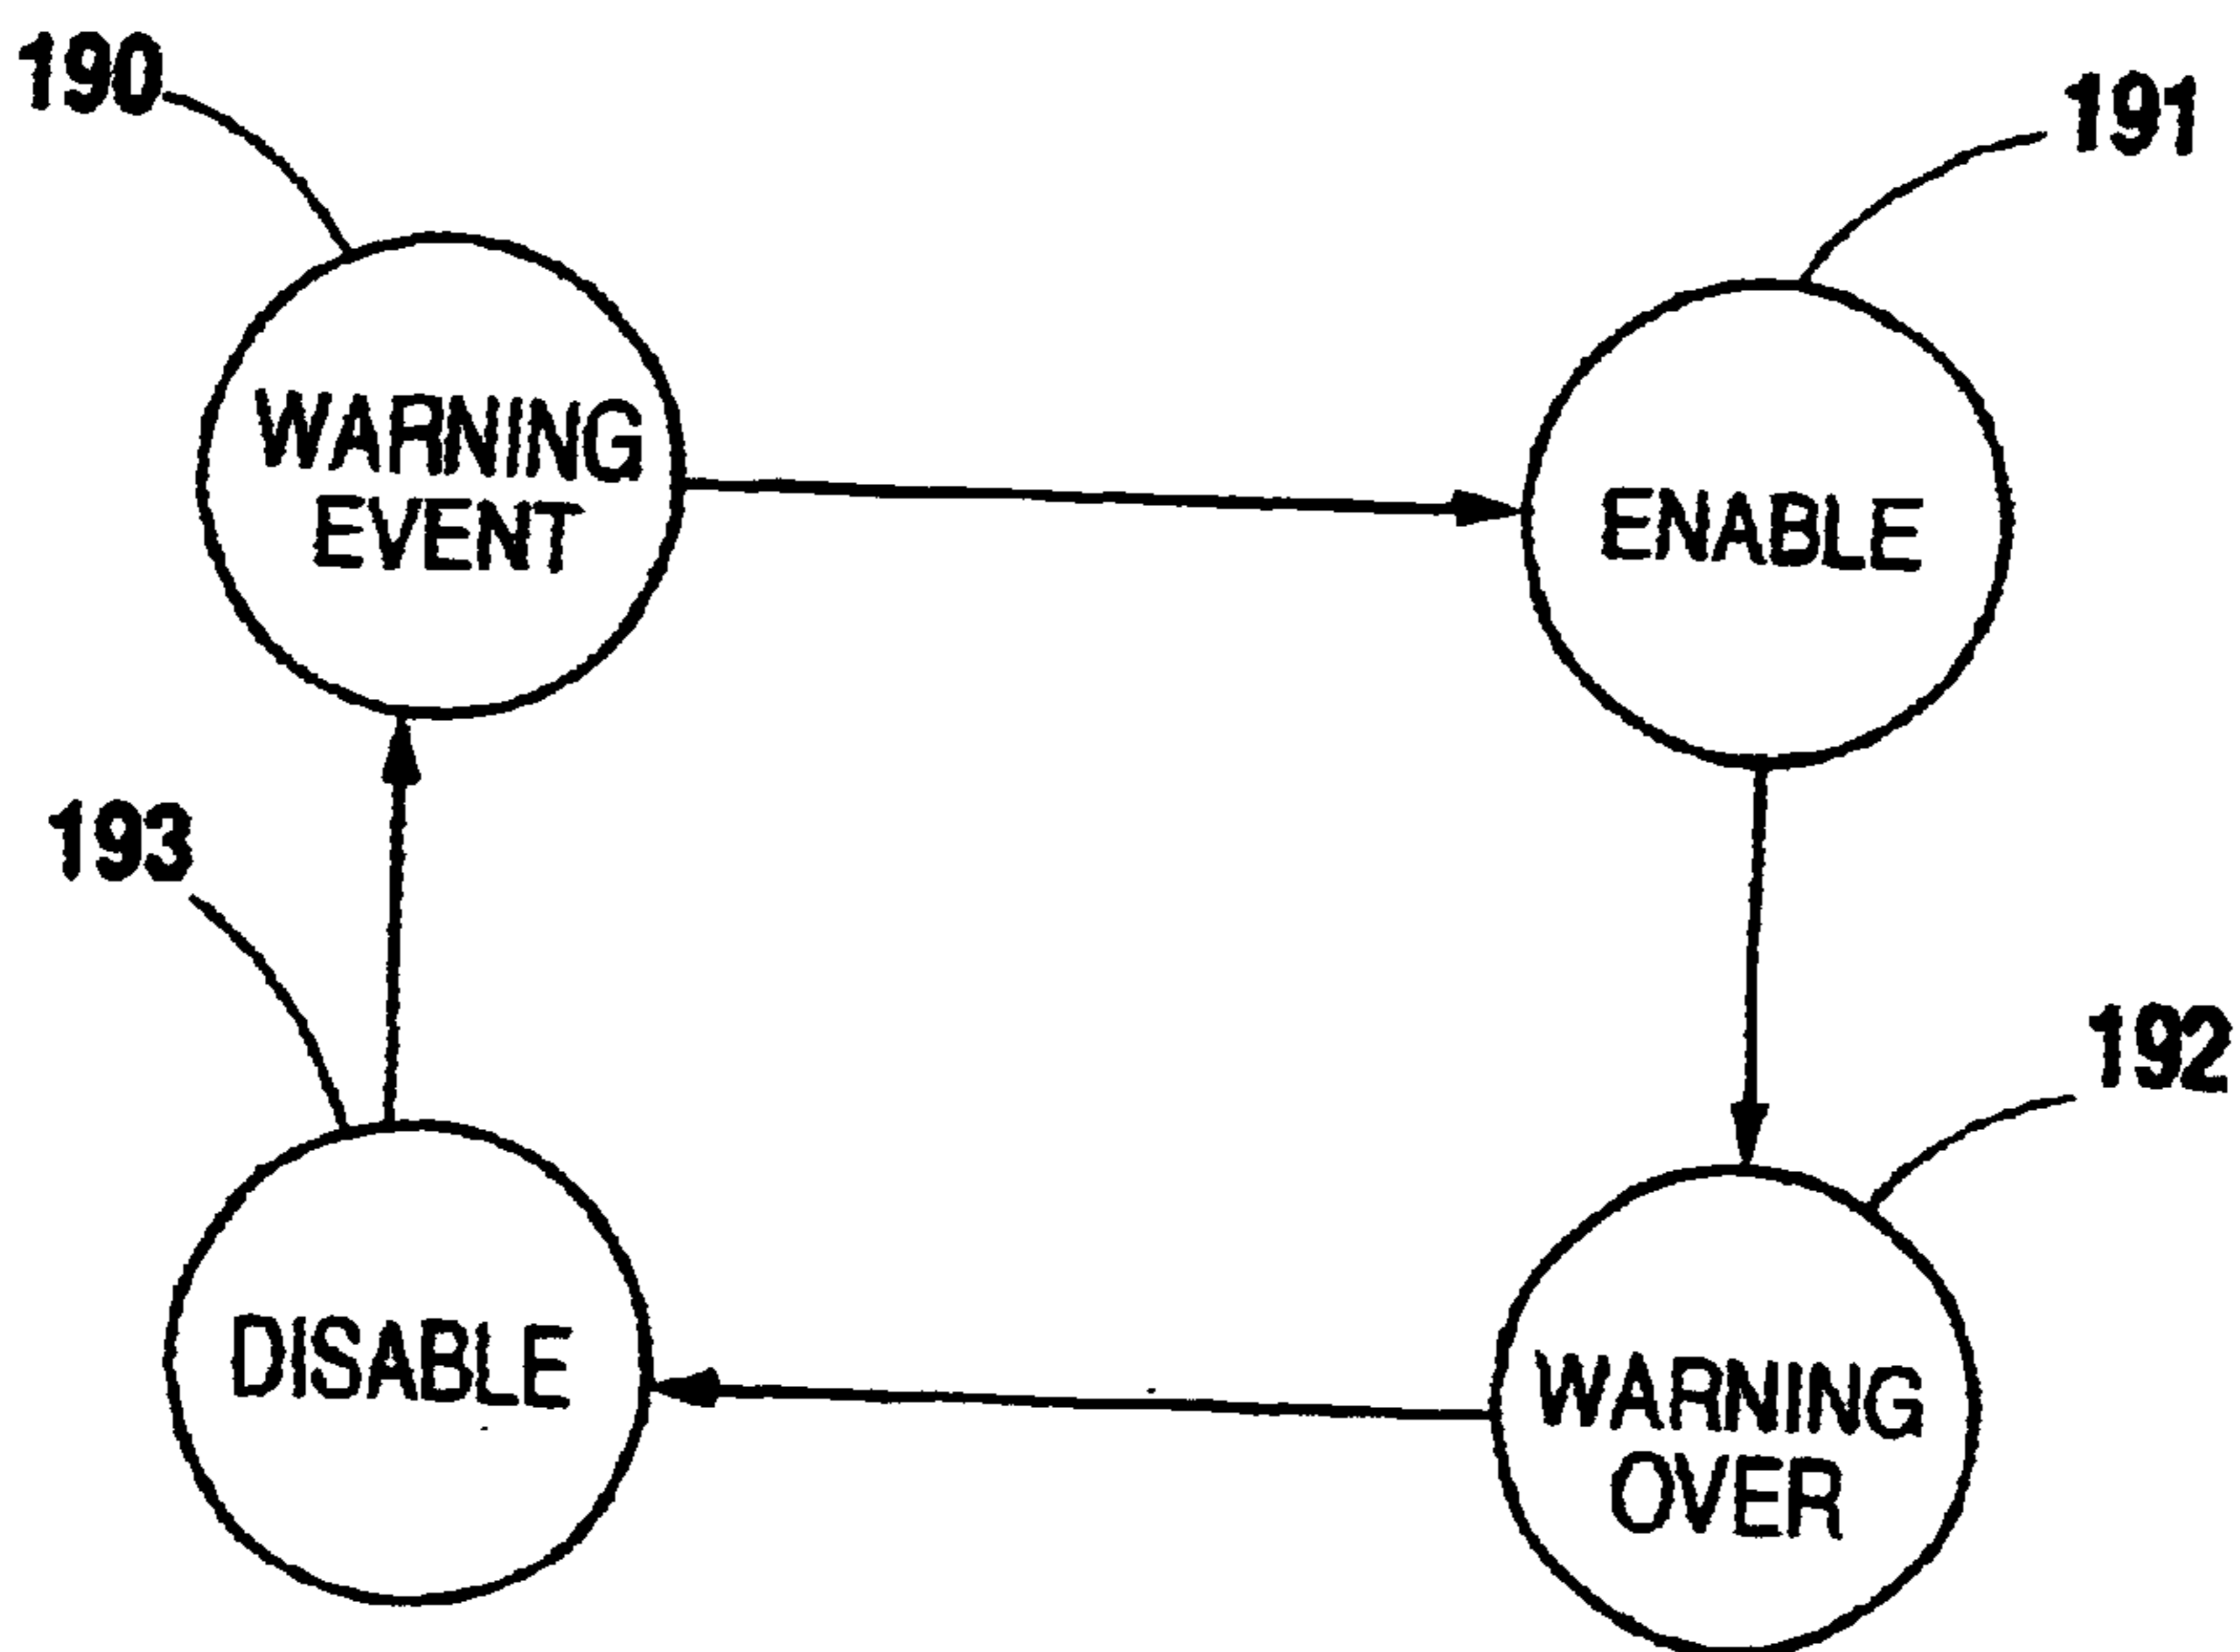 190
191
WARNING
EVENT
ENABLE
193
192
DISABLE
WARNING
OVER